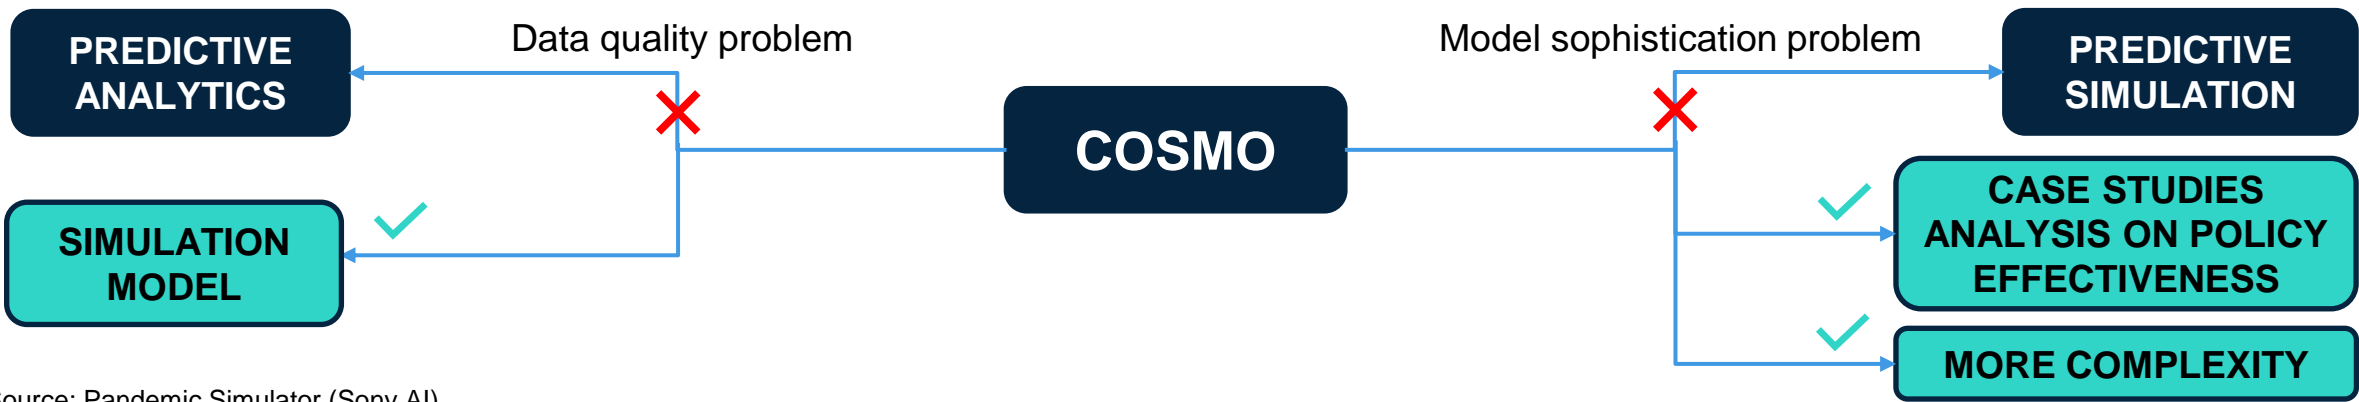 PREDICTIVE
ANALYTICS
Data quality problem
SIMULATION
MODEL
COSMO
Model sophistication problem
PREDICTIVE
SIMULATION
CASE STUDIES
ANALYSIS ON POLICY
EFFECTIVENESS
MORE COMPLEXITY
Source: Pandemic Simulator (Sony AI)